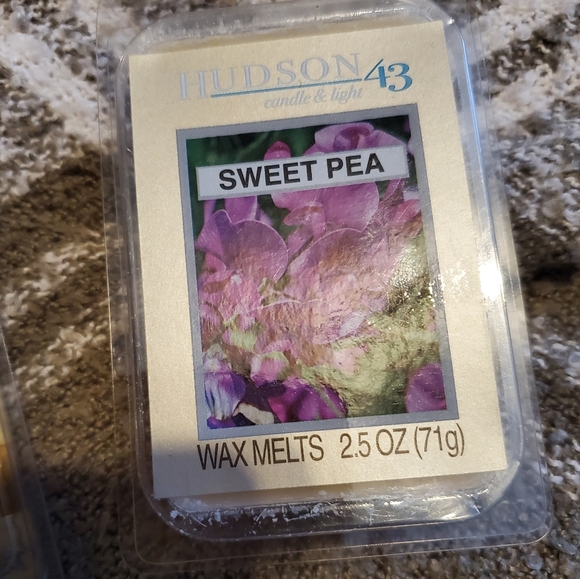 HUDSON 43
candle & light
SWEET PEA
WAX MELTS 2.5 OZ (71g)